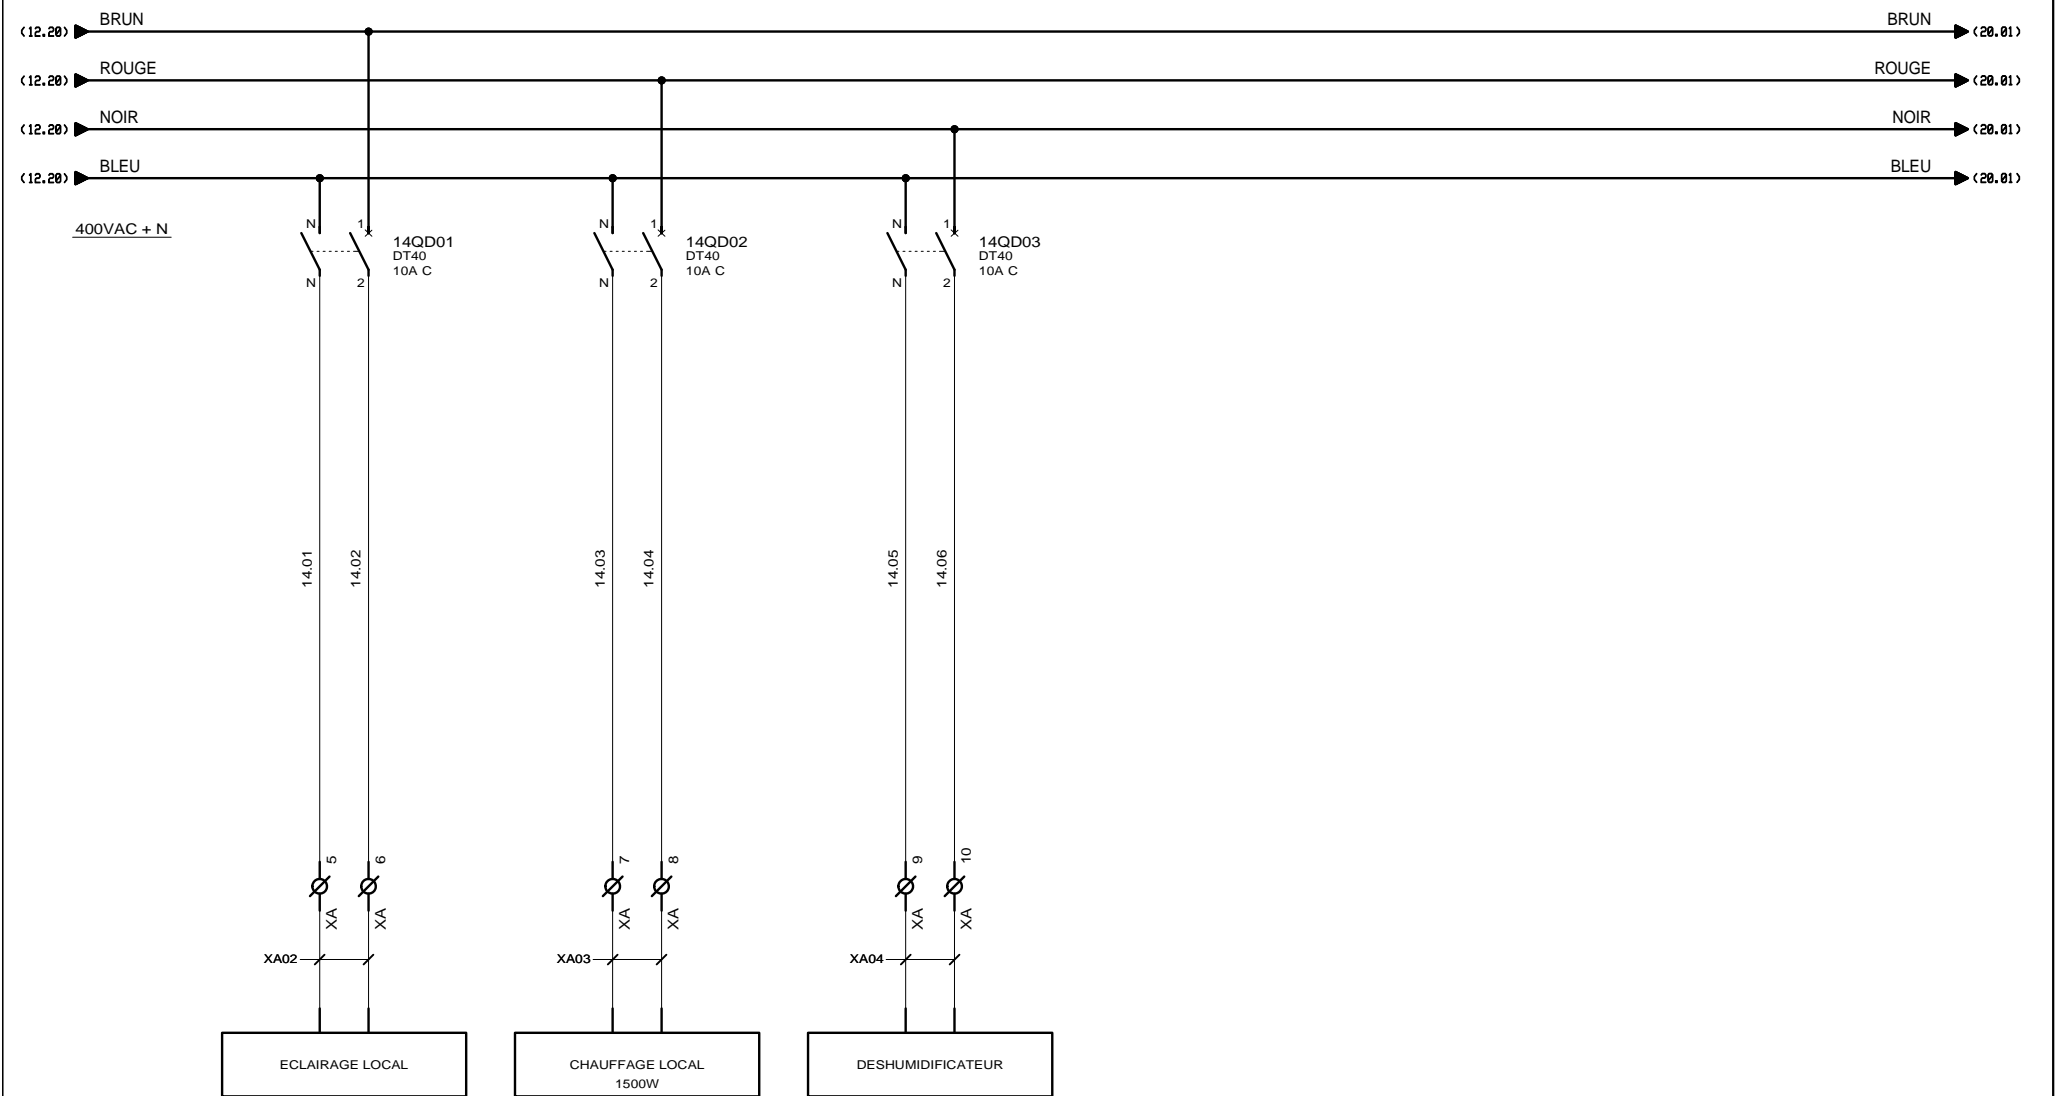 BRUN BRUN
(12.20) (20.01)
ROUGE ROUGE
(12.20) (20.01)
NOIR NOIR
(12.20) (20.01)
BLEU BLEU
(12.20) (20.01)
400VAC + N
N 1 N 1 N 1
14QD01 14QD02 14QD03
DT40 DT40 DT40
10A C 10A C 10A C
N 2 N 2 N 2
14.01 14.02 14.03 14.04 14.05 14.06
5 6 7 8 9 10
XA XA XA XA XA XA
XA02 XA03 XA04
ECLAIRAGE LOCAL CHAUFFAGE LOCAL DESHUMIDIFICATEUR
1500W